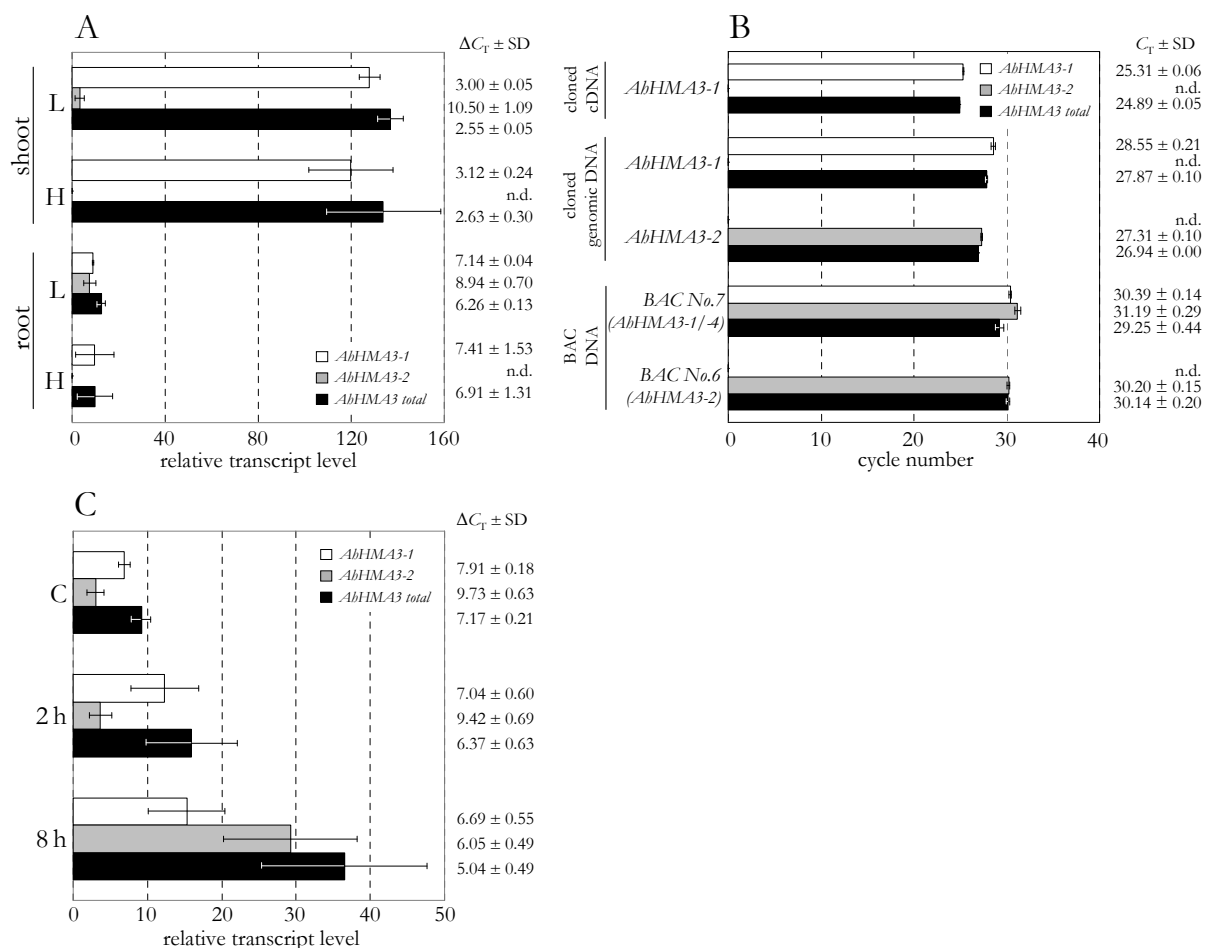 A
ΔCT ± SD
shoot
L
3.00 ± 0.05
10.50 ± 1.09
2.55 ± 0.05
H
3.12 ± 0.24
n.d.
2.63 ± 0.30
root
L
7.14 ± 0.04
8.94 ± 0.70
6.26 ± 0.13
H
7.41 ± 1.53
n.d.
6.91 ± 1.31
AhHMA3-1
AhHMA3-2
AhHMA3 total
0 40 80 120 160
relative transcript level
B
CT ± SD
AhHMA3-1
AhHMA3-2
AhHMA3 total
cloned
cDNA
AhHMA3-1
25.31 ± 0.06
n.d.
24.89 ± 0.05
cloned
genomic DNA
AhHMA3-1
28.55 ± 0.21
n.d.
27.87 ± 0.10
AhHMA3-2
n.d.
27.31 ± 0.10
26.94 ± 0.00
BAC
DNA
BAC No.7
(AhHMA3-1/-4)
30.39 ± 0.14
31.19 ± 0.29
29.25 ± 0.44
BAC No.6
(AhHMA3-2)
n.d.
30.20 ± 0.15
30.14 ± 0.20
0 10 20 30 40
cycle number
C
ΔCT ± SD
AhHMA3-1
AhHMA3-2
AhHMA3 total
C
7.91 ± 0.18
9.73 ± 0.63
7.17 ± 0.21
2 h
7.04 ± 0.60
9.42 ± 0.69
6.37 ± 0.63
8 h
6.69 ± 0.55
6.05 ± 0.49
5.04 ± 0.49
0 10 20 30 40 50
relative transcript level